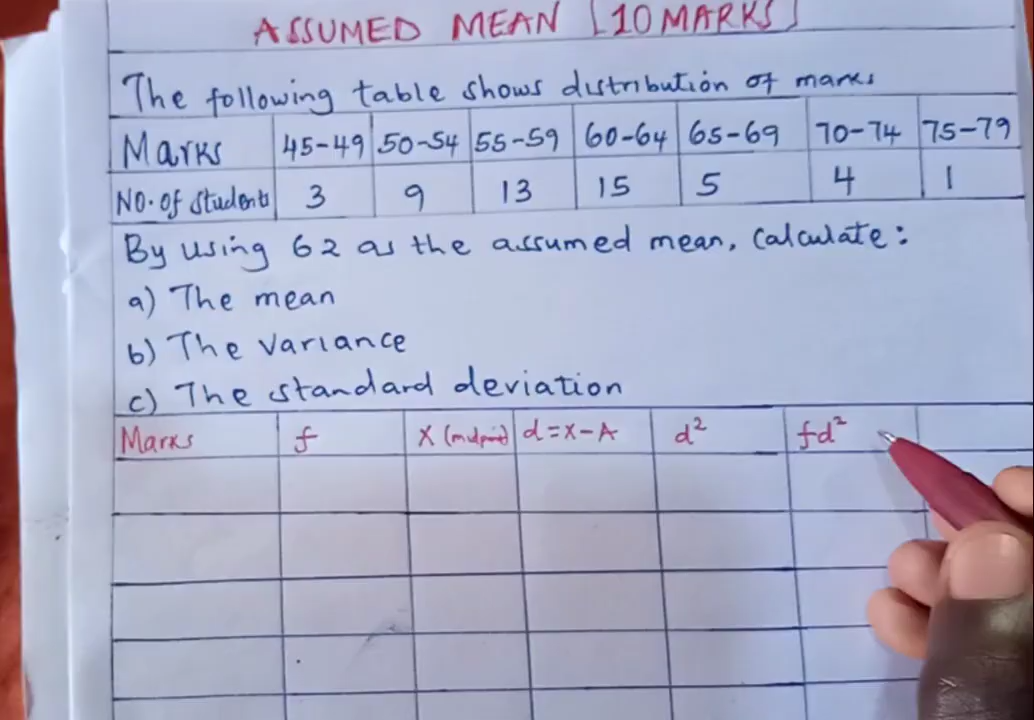 ASSUMED MEAN [10 MARKS]
The following table shows distribution of marks
Marks 45-49 50-54 55-59 60-64 65-69 70-74 75-79
NO. of students 3 9 13 15 5 4 1
By using 62 as the assumed mean, calculate:
a) The mean
b) The variance
c) The standard deviation
Marks f X (midpoint) d=x-A d² fd²